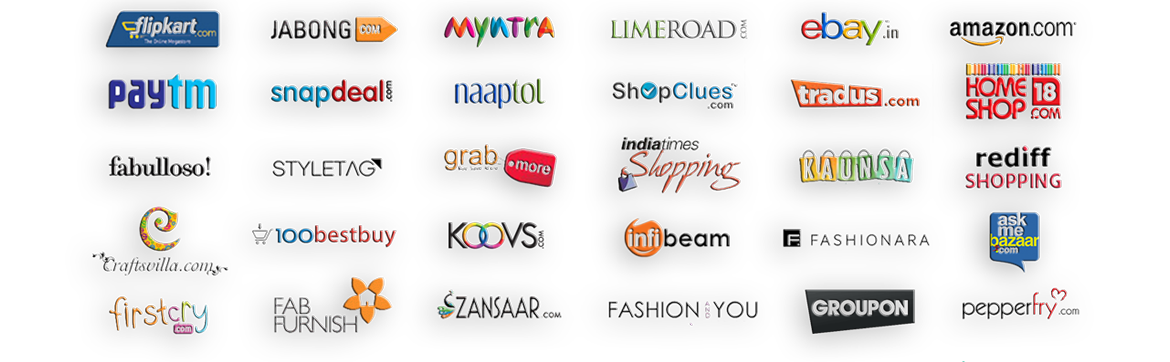 flipkart.com
The Online Megastore
JABONG .COM
Myntra
LIMEROAD .COM
ebay.in
amazon.com
paytm
snapdeal.com
naaptol
ShopClues
.com
tradus.com
HOME
SHOP 18
.COM
fabulloso!
STYLETAG
grab
more
indiatimes
Shopping
KAUNSA
rediff
SHOPPING
Craftsvilla.com
100bestbuy
KOOVS.COM
infibeam
F FASHIONARA
ask
me
bazaar
.com
firstcry
.com
FAB
FURNISH
ZANSAAR.COM
FASHION AND YOU
GROUPON
pepperfry.com